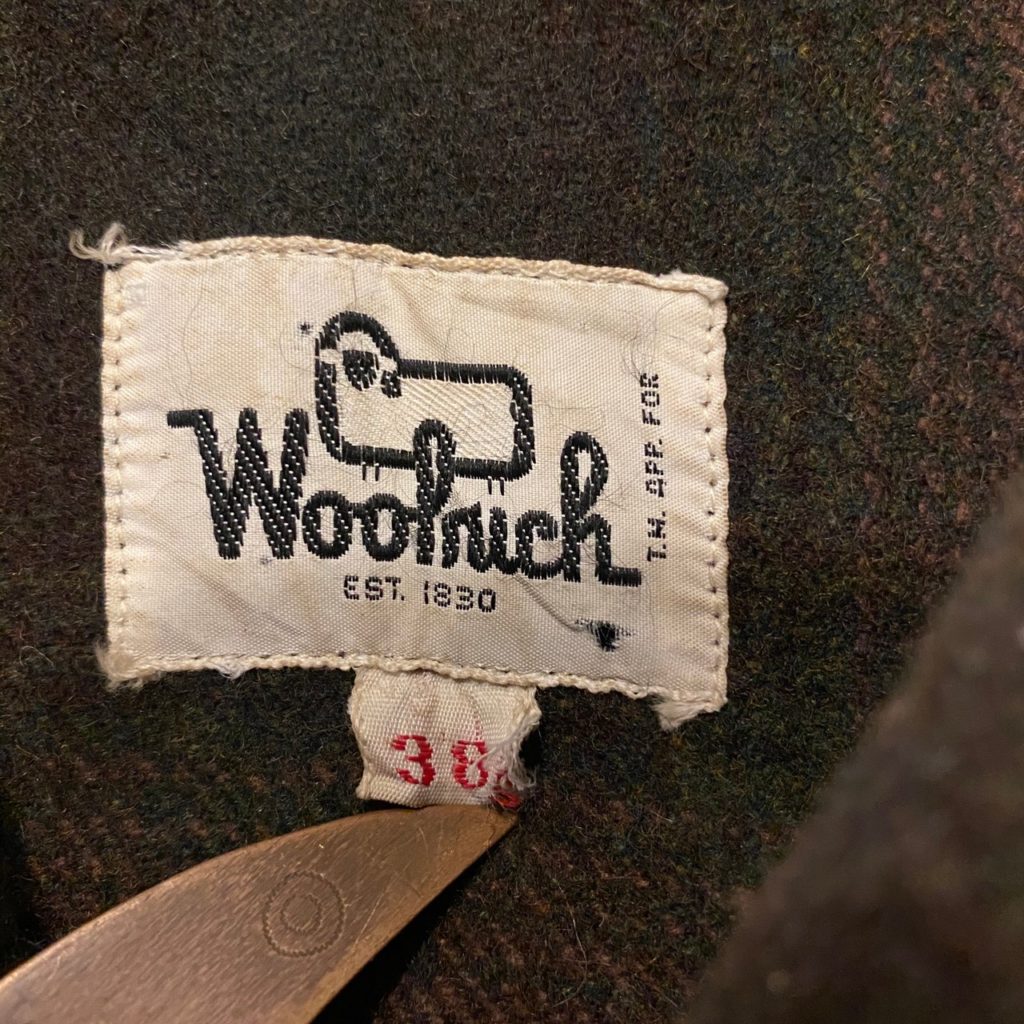 Woolrich
EST. 1830
T.M. APP. FOR
38